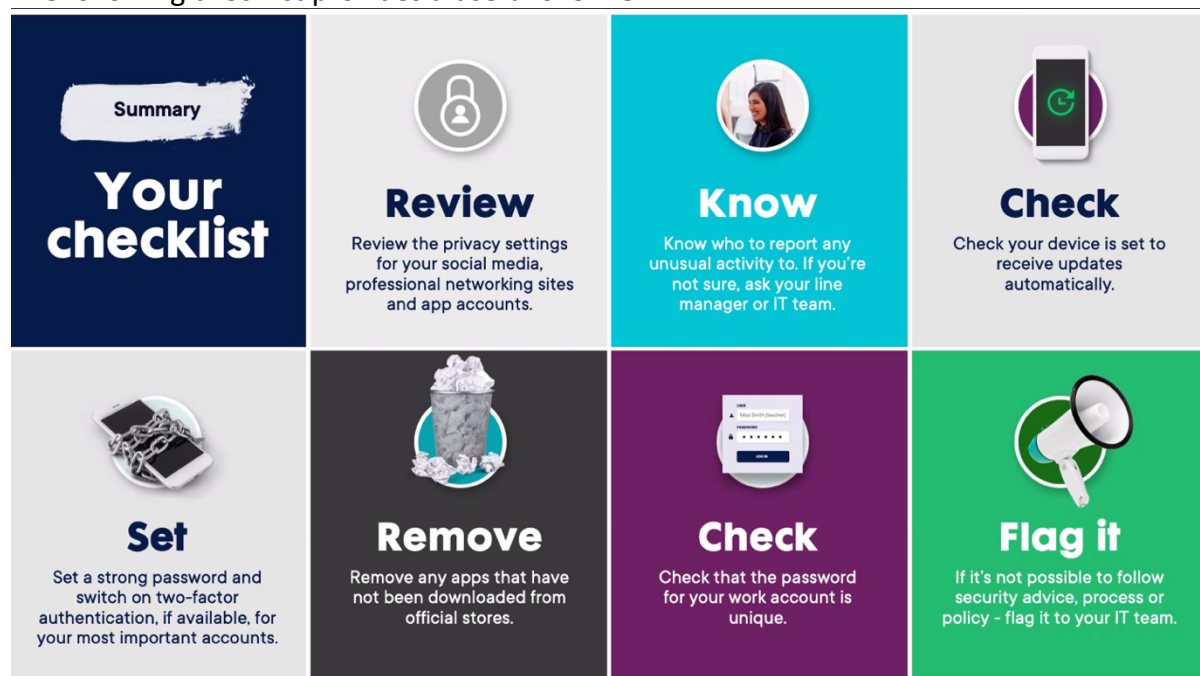 Summary
Your
checklist
Review
Review the privacy settings
for your social media,
professional networking sites
and app accounts.
Know
Know who to report any
unusual activity to. If you're
not sure, ask your line
manager or IT team.
Check
Check your device is set to
receive updates
automatically.
Set
Set a strong password and
switch on two-factor
authentication, if available, for
your most important accounts.
Remove
Remove any apps that have
not been downloaded from
official stores.
USER
Miss Smith (teacher)
PASSWORD
LOG IN
Check
Check that the password
for your work account is
unique.
Flag it
If it's not possible to follow
security advice, process or
policy - flag it to your IT team.